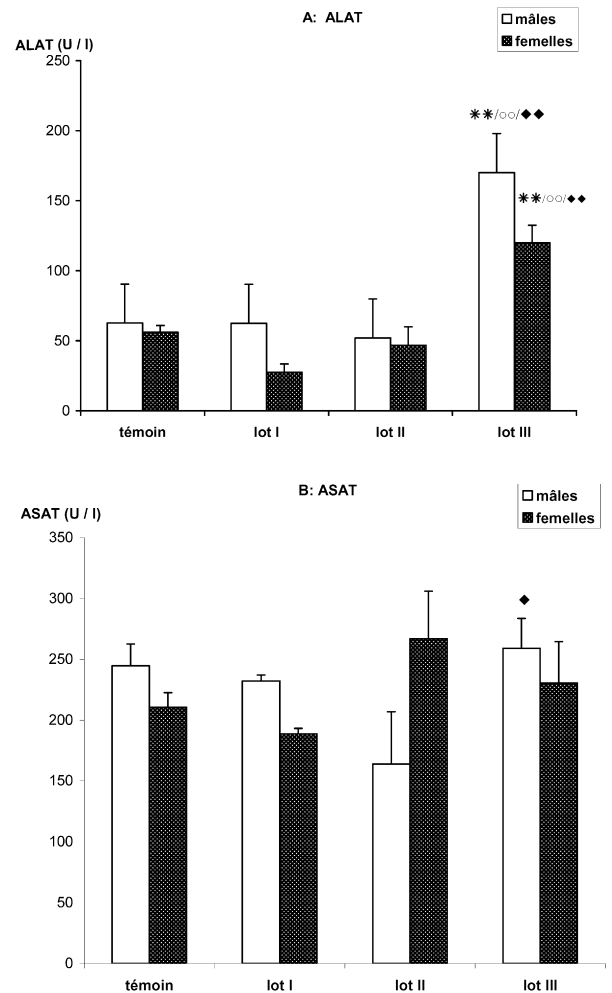 A: ALAT
mâles
femelles
ALAT (U / l)
250
200
150
100
50
0
**/○○/◆◆
**/○○/◆◆
témoin
lot I
lot II
lot III
B: ASAT
mâles
femelles
ASAT (U / l)
350
300
250
200
150
100
50
0
◆
témoin
lot I
lot II
lot III